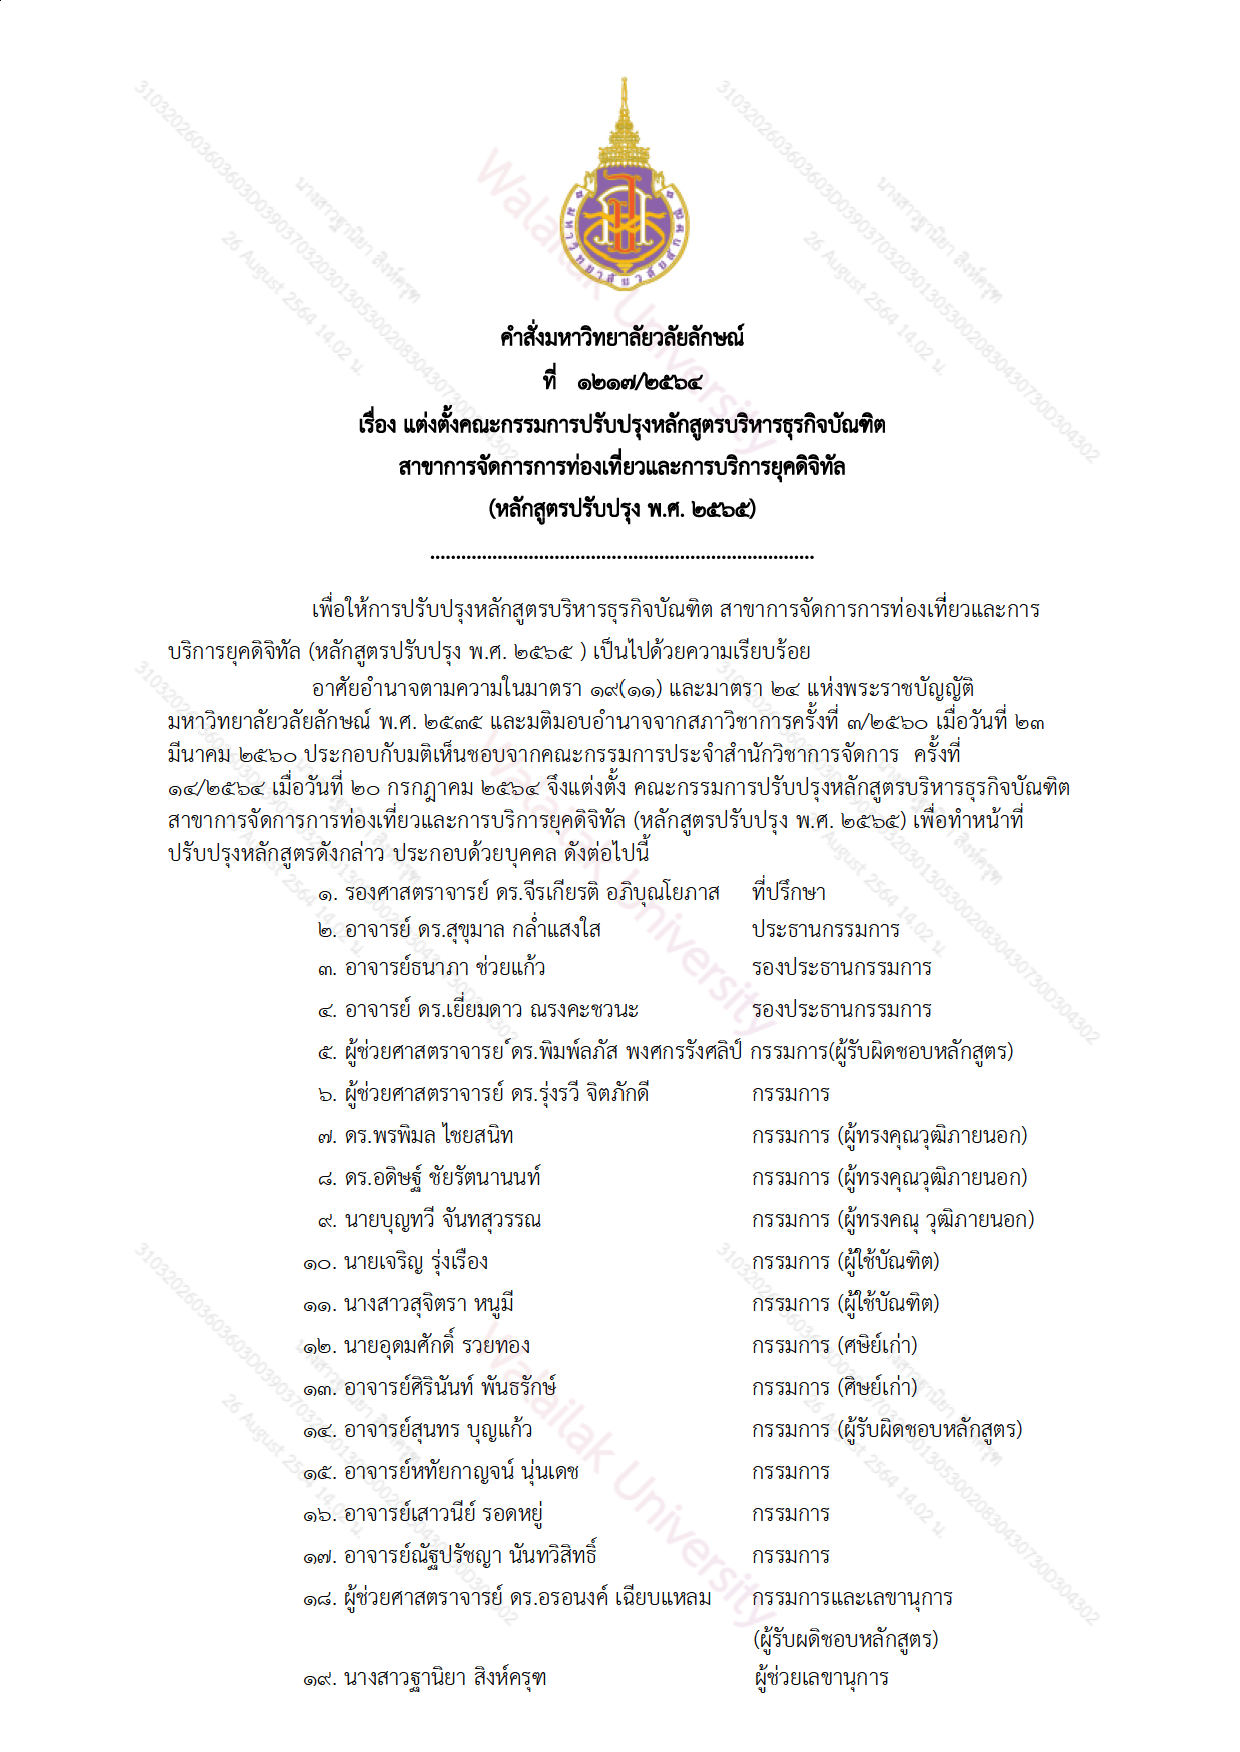 มหาวิทยาลัยวลัยลักษณ์
คำสั่งมหาวิทยาลัยวลัยลักษณ์
ที่ ๑๒๑๗/๒๕๖๔
เรื่อง แต่งตั้งคณะกรรมการปรับปรุงหลักสูตรบริหารธุรกิจบัณฑิต
สาขาการจัดการการท่องเที่ยวและการบริการยุคดิจิทัล
(หลักสูตรปรับปรุง พ.ศ. ๒๕๖๕)
..........................................................................
เพื่อให้การปรับปรุงหลักสูตรบริหารธุรกิจบัณฑิต สาขาการจัดการการท่องเที่ยวและการ
บริการยุคดิจิทัล (หลักสูตรปรับปรุง พ.ศ. ๒๕๖๕ ) เป็นไปด้วยความเรียบร้อย
อาศัยอำนาจตามความในมาตรา ๑๙(๑๑) และมาตรา ๒๔ แห่งพระราชบัญญัติ
มหาวิทยาลัยวลัยลักษณ์ พ.ศ. ๒๕๓๕ และมติมอบอำนาจจากสภาวิชาการครั้งที่ ๓/๒๕๖๐ เมื่อวันที่ ๒๓
มีนาคม ๒๕๖๐ ประกอบกับมติเห็นชอบจากคณะกรรมการประจำสำนักวิชาการจัดการ ครั้งที่
๑๔/๒๕๖๔ เมื่อวันที่ ๒๐ กรกฎาคม ๒๕๖๔ จึงแต่งตั้ง คณะกรรมการปรับปรุงหลักสูตรบริหารธุรกิจบัณฑิต
สาขาการจัดการการท่องเที่ยวและการบริการยุคดิจิทัล (หลักสูตรปรับปรุง พ.ศ. ๒๕๖๕) เพื่อทำหน้าที่
ปรับปรุงหลักสูตรดังกล่าว ประกอบด้วยบุคคล ดังต่อไปนี้
๑. รองศาสตราจารย์ ดร.จีรเกียรติ อภิบุณโยภาส ที่ปรึกษา
๒. อาจารย์ ดร.สุขุมาล กล่ำแสงใส ประธานกรรมการ
๓. อาจารย์ธนาภา ช่วยแก้ว รองประธานกรรมการ
๔. อาจารย์ ดร.เยี่ยมดาว ณรงคะชวนะ รองประธานกรรมการ
๕. ผู้ช่วยศาสตราจารย ์ดร.พิมพ์ลภัส พงศกรรังศลิป์ กรรมการ(ผู้รับผิดชอบหลักสูตร)
๖. ผู้ช่วยศาสตราจารย์ ดร.รุ่งรวี จิตภักดี กรรมการ
๗. ดร.พรพิมล ไชยสนิท กรรมการ (ผู้ทรงคุณวุฒิภายนอก)
๘. ดร.อดิษฐ์ ชัยรัตนานนท์ กรรมการ (ผู้ทรงคุณวุฒิภายนอก)
๙. นายบุญทวี จันทสุวรรณ กรรมการ (ผู้ทรงคณุ วุฒิภายนอก)
๑๐. นายเจริญ รุ่งเรือง กรรมการ (ผู้ใช้บัณฑิต)
๑๑. นางสาวสุจิตรา หนูมี กรรมการ (ผู้ใช้บัณฑิต)
๑๒. นายอุดมศักดิ์ รวยทอง กรรมการ (ศษิย์เก่า)
๑๓. อาจารย์ศิรินันท์ พันธรักษ์ กรรมการ (ศิษย์เก่า)
๑๔. อาจารย์สุนทร บุญแก้ว กรรมการ (ผู้รับผิดชอบหลักสูตร)
๑๕. อาจารย์หทัยกาญจน์ นุ่นเดช กรรมการ
๑๖. อาจารย์เสาวนีย์ รอดหยู่ กรรมการ
๑๗. อาจารย์ณัฐปรัชญา นันทวิสิทธิ์ กรรมการ
๑๘. ผู้ช่วยศาสตราจารย์ ดร.อรอนงค์ เฉียบแหลม กรรมการและเลขานุการ
(ผู้รับผดิชอบหลักสูตร)
๑๙. นางสาวฐานิยา สิงห์ครุฑ ผู้ช่วยเลขานุการ
Walailak University
นางสาวฐานิยา สิงห์ครุฑ
26 August 2564 14.02 น.